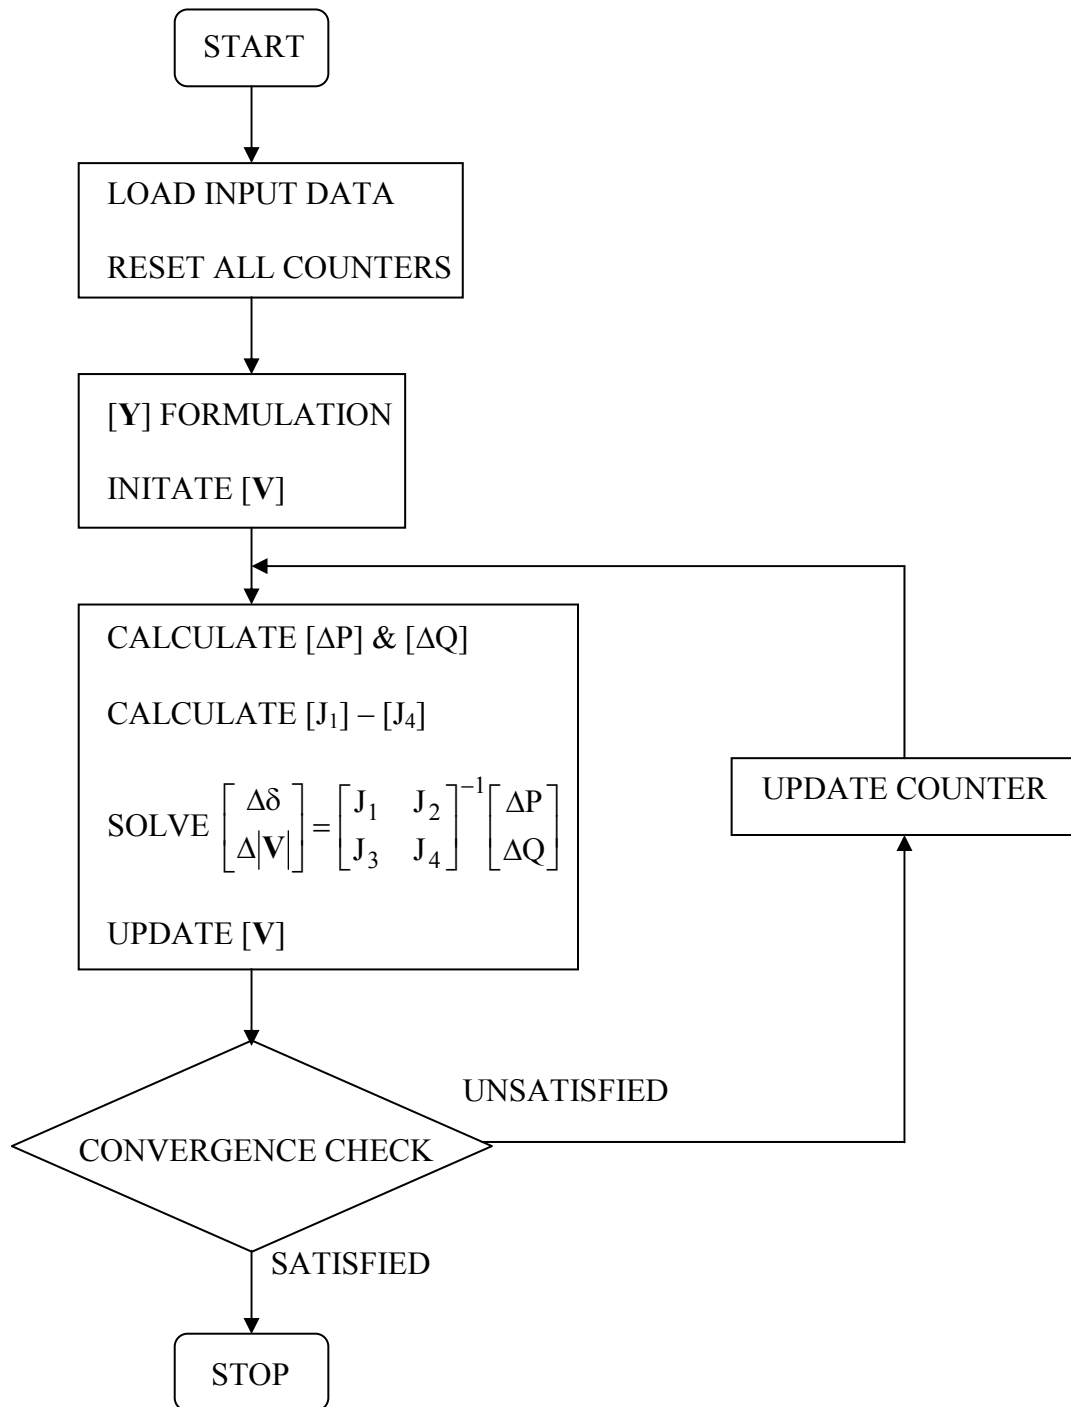 START
LOAD INPUT DATA
RESET ALL COUNTERS
[Y] FORMULATION
INITATE [V]
CALCULATE [ΔP] & [ΔQ]
CALCULATE [J₁] – [J₄]
SOLVE [Δδ Δ|V|] = [J₁ J₂ J₃ J₄]⁻¹ [ΔP ΔQ]
UPDATE [V]
UPDATE COUNTER
UNSATISFIED
CONVERGENCE CHECK
SATISFIED
STOP